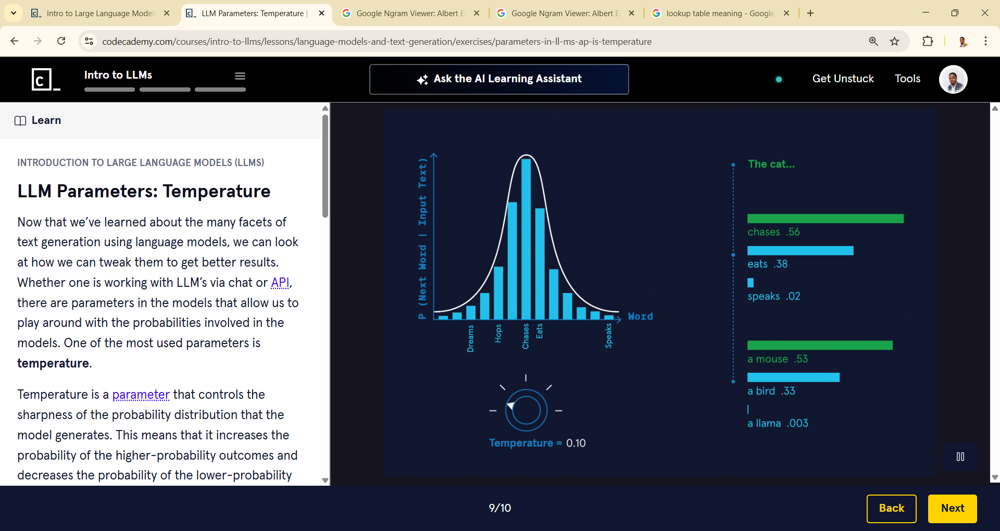 Intro to Large Language Models
LLM Parameters: Temperature |
Google Ngram Viewer: Albert Ei
Google Ngram Viewer: Albert Ei
lookup table meaning - Google
codecademy.com/courses/intro-to-llms/lessons/language-models-and-text-generation/exercises/parameters-in-ll-ms-ap-is-temperature
c_
Intro to LLMs
Ask the AI Learning Assistant
Get Unstuck
Tools
Learn
INTRODUCTION TO LARGE LANGUAGE MODELS (LLMS)
LLM Parameters: Temperature
Now that we’ve learned about the many facets of
text generation using language models, we can look
at how we can tweak them to get better results.
Whether one is working with LLM’s via chat or API,
there are parameters in the models that allow us to
play around with the probabilities involved in the
models. One of the most used parameters is
temperature.
Temperature is a parameter that controls the
sharpness of the probability distribution that the
model generates. This means that it increases the
probability of the higher-probability outcomes and
decreases the probability of the lower-probability
P (Next Word | Input Text)
Word
Dreams
Hops
Chases
Eats
Speaks
Temperature = 0.10
The cat...
chases .56
eats .38
speaks .02
a mouse .53
a bird .33
a llama .003
9/10
Back
Next